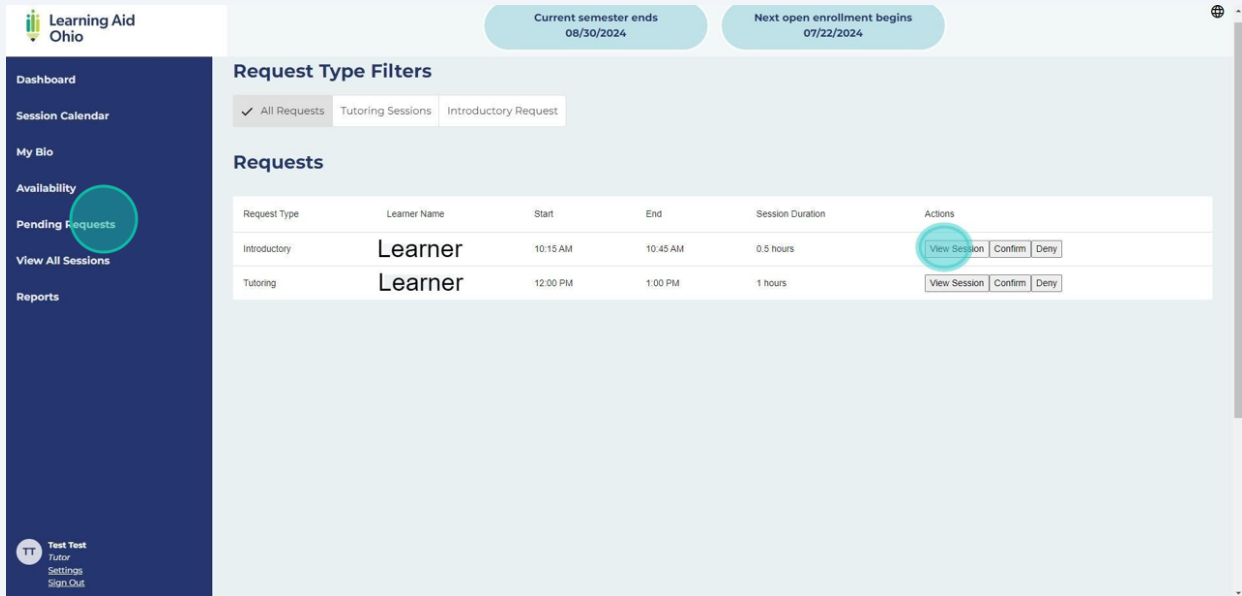 Learning Aid
Ohio
Current semester ends
08/30/2024
Next open enrollment begins
07/22/2024
Dashboard
Session Calendar
My Bio
Availability
Pending Requests
View All Sessions
Reports
TT
Test Test
Tutor
Settings
Sign Out
Request Type Filters
All Requests Tutoring Sessions Introductory Request
Requests
Request Type Learner Name Start End Session Duration Actions
Introductory Learner 10:15 AM 10:45 AM 0.5 hours View Session Confirm Deny
Tutoring Learner 12:00 PM 1:00 PM 1 hours View Session Confirm Deny